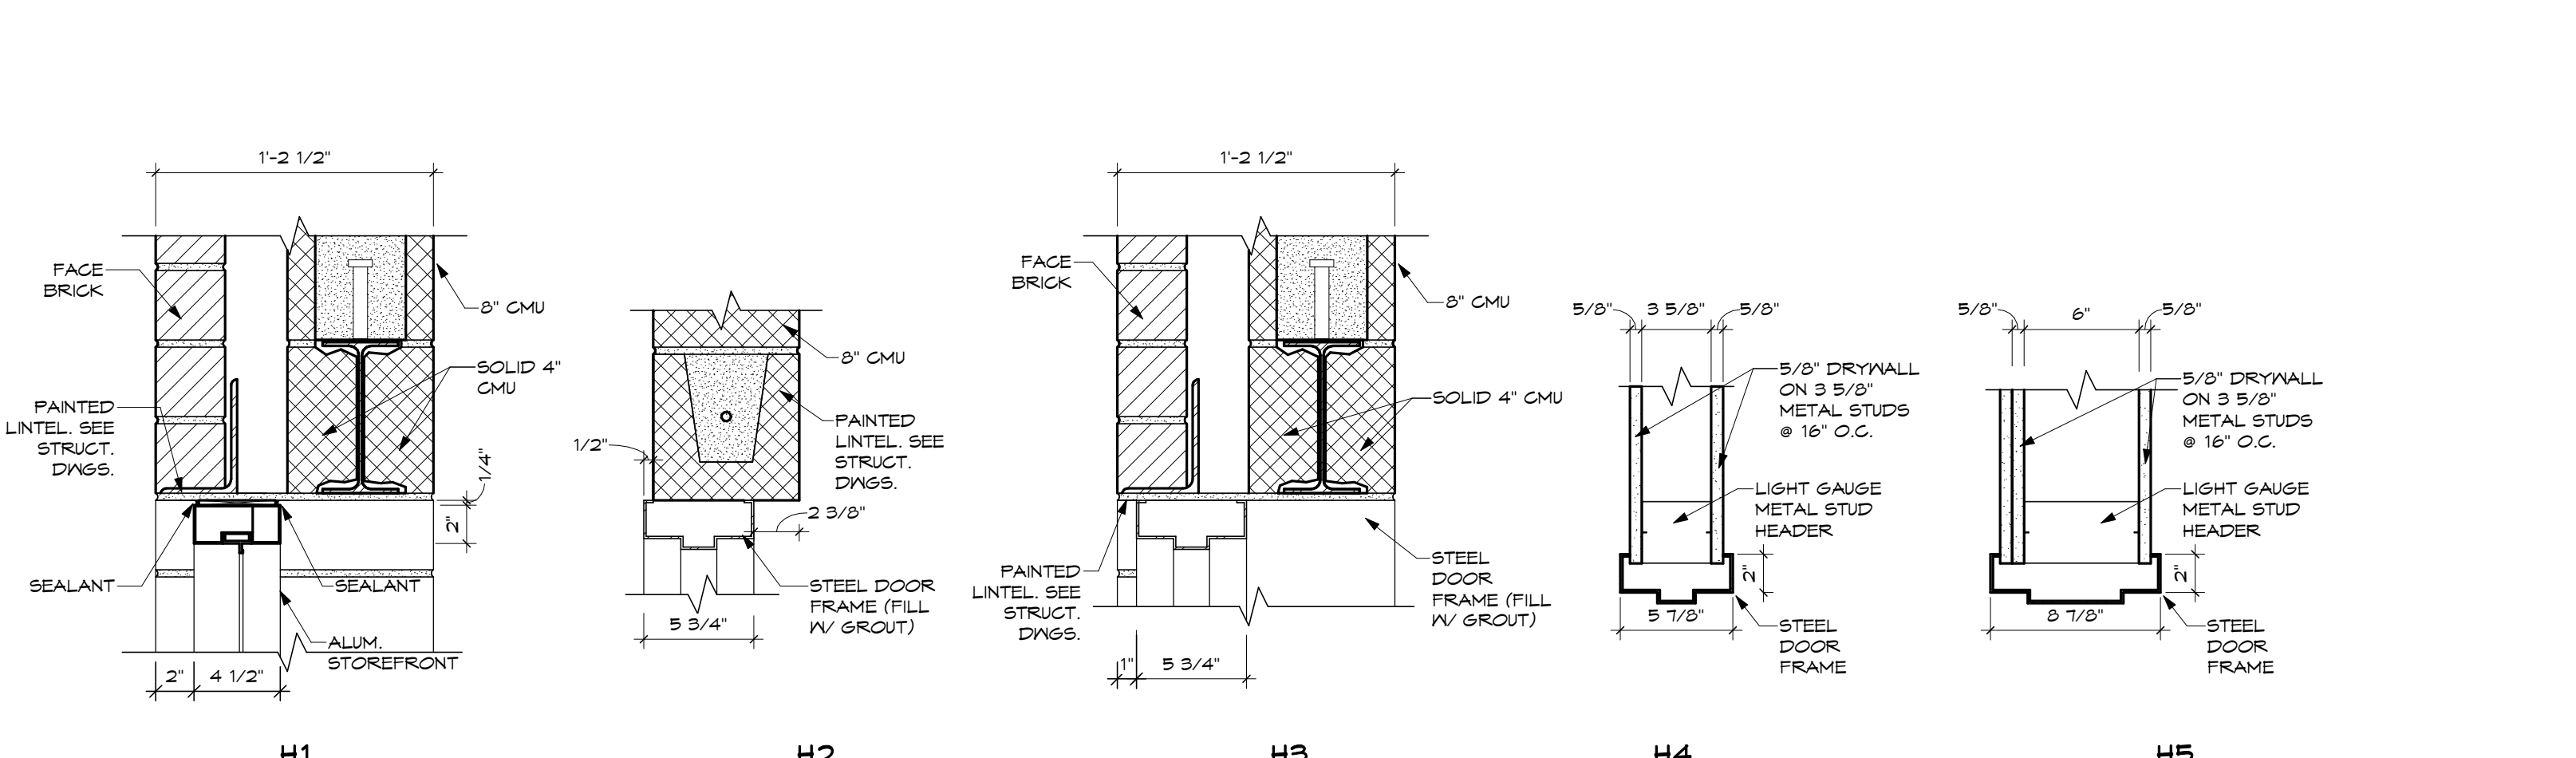 1'-2 1/2"
FACE
BRICK
8" CMU
SOLID 4"
CMU
PAINTED
LINTEL. SEE
STRUCT.
DWGS.
1/4"
2"
SEALANT
SEALANT
ALUM.
STOREFRONT
2"
4 1/2"
H1
8" CMU
PAINTED
LINTEL. SEE
STRUCT.
DWGS.
1/2"
2 3/8"
STEEL DOOR
FRAME (FILL
W/ GROUT)
5 3/4"
H2
1'-2 1/2"
FACE
BRICK
8" CMU
SOLID 4" CMU
PAINTED
LINTEL. SEE
STRUCT.
DWGS.
STEEL
DOOR
FRAME (FILL
W/ GROUT)
1"
5 3/4"
H3
5/8"
3 5/8"
5/8"
5/8" DRYWALL
ON 3 5/8"
METAL STUDS
@ 16" O.C.
LIGHT GAUGE
METAL STUD
HEADER
2"
5 7/8"
STEEL
DOOR
FRAME
H4
5/8"
6"
5/8"
5/8" DRYWALL
ON 3 5/8"
METAL STUDS
@ 16" O.C.
LIGHT GAUGE
METAL STUD
HEADER
2"
8 7/8"
STEEL
DOOR
FRAME
H5